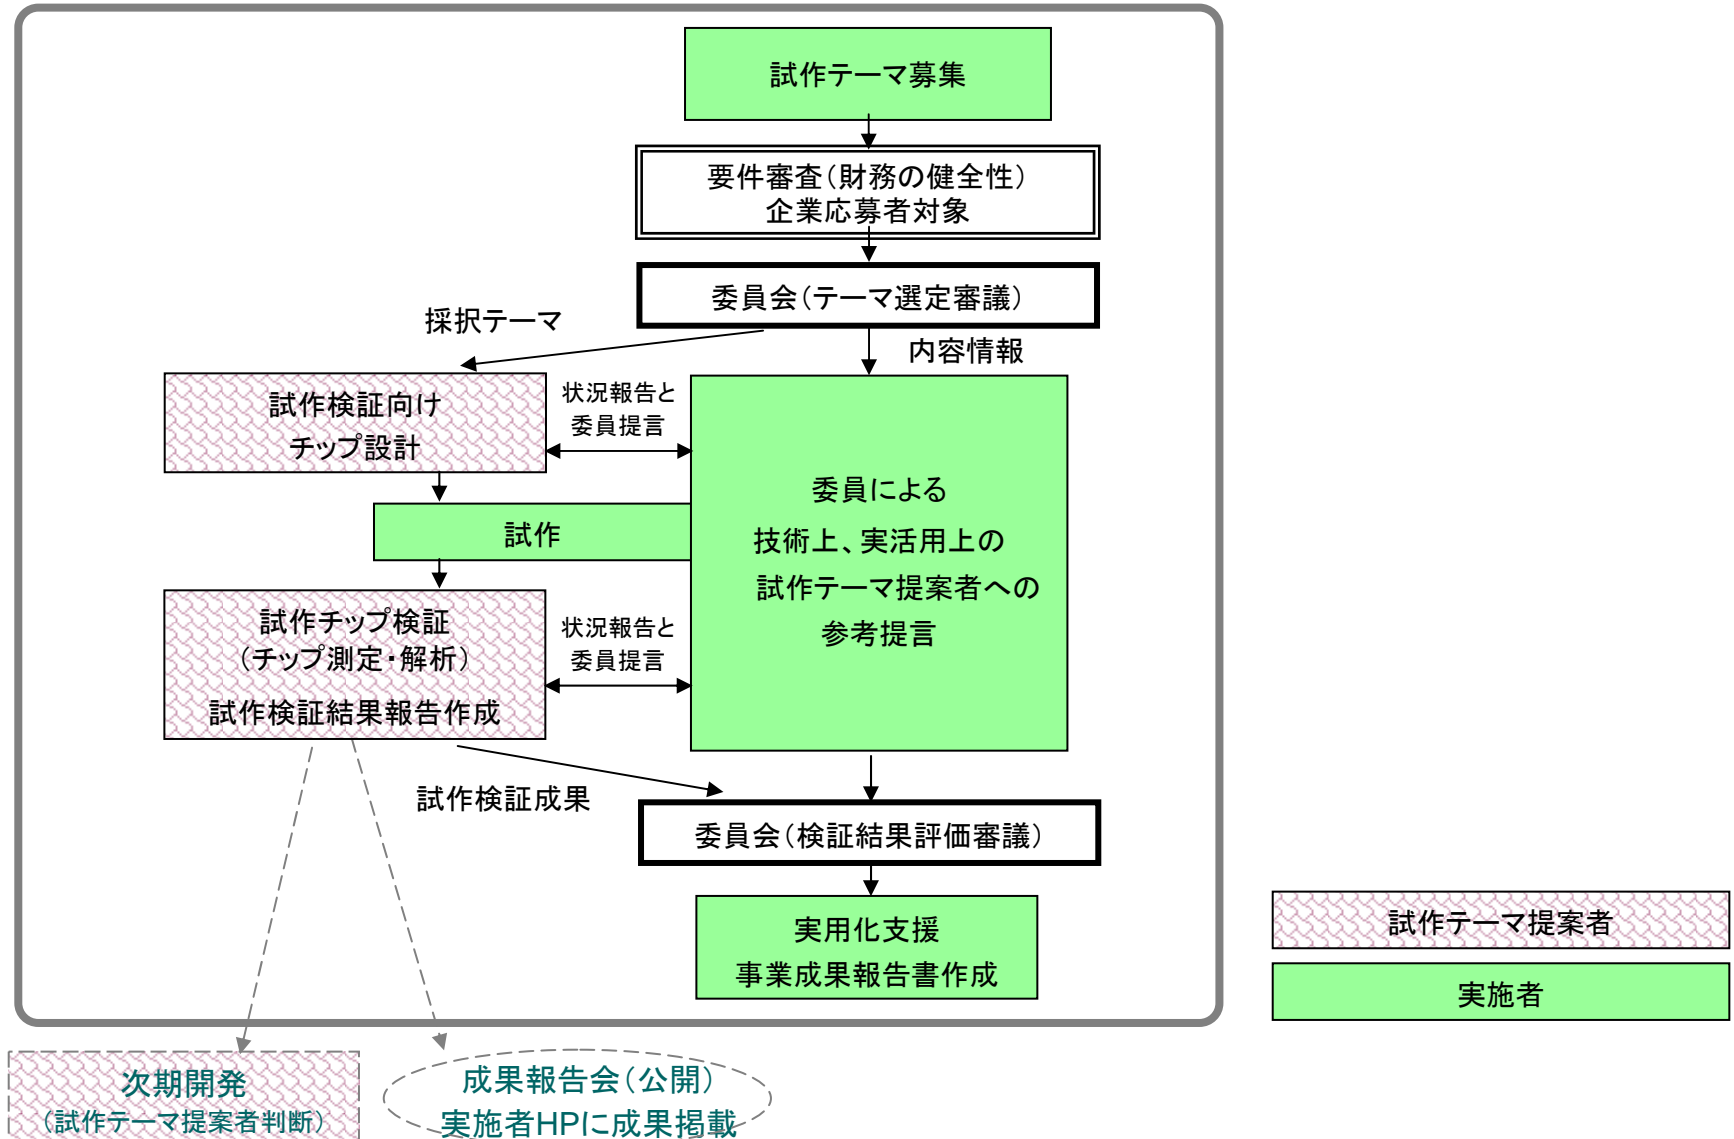 試作テーマ募集
要件審査(財務の健全性)
企業応募者対象
委員会(テーマ選定審議)
採択テーマ
内容情報
試作検証向け
チップ設計
状況報告と
委員提言
委員による
技術上、実活用上の
試作テーマ提案者への
参考提言
試作
試作チップ検証
(チップ測定・解析)
試作検証結果報告作成
状況報告と
委員提言
試作検証成果
委員会(検証結果評価審議)
実用化支援
事業成果報告書作成
試作テーマ提案者
実施者
次期開発
(試作テーマ提案者判断)
成果報告会(公開)
実施者HPに成果掲載